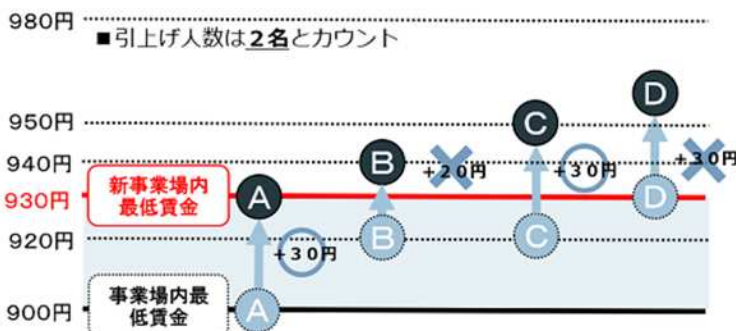 980円
■引上げ人数は2名とカウント
950円
940円
930円
920円
900円
新事業場内
最低賃金
事業場内最
低賃金
A
A
+30円
B
B
+20円
C
C
+30円
D
D
+30円